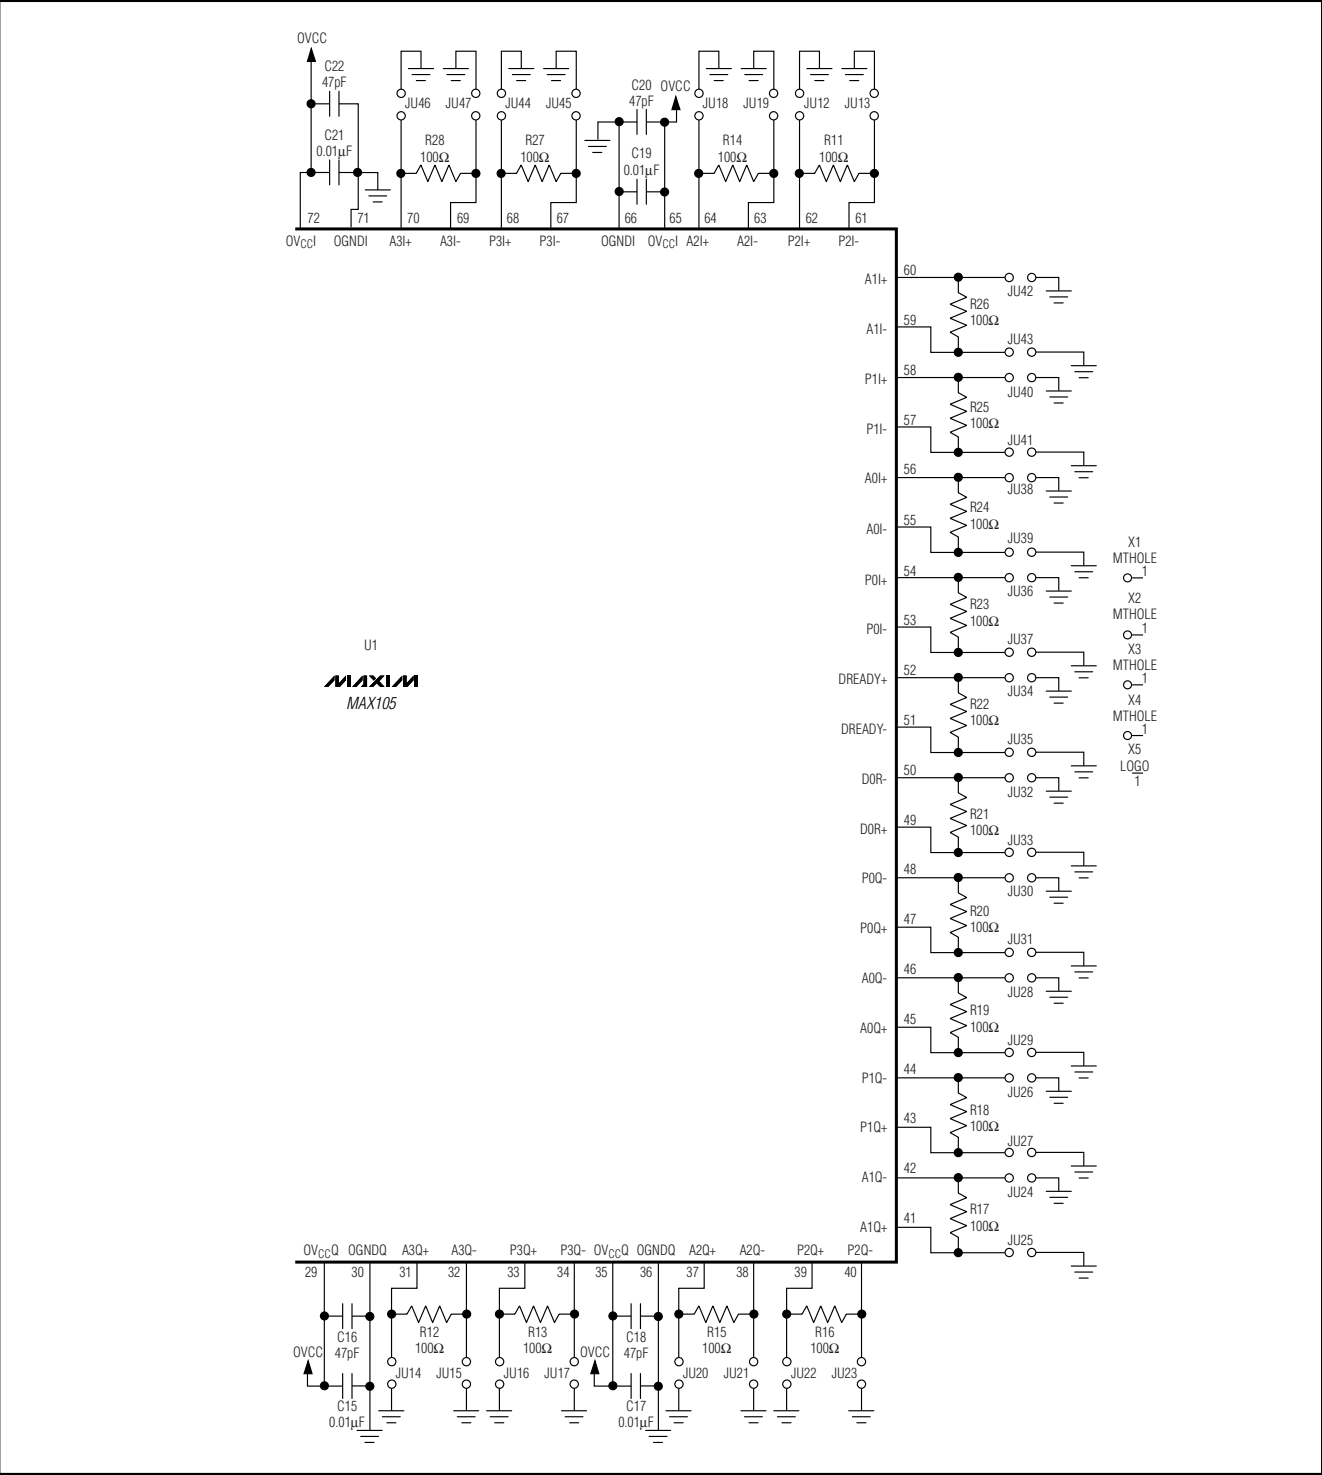 OVCC
C22
47pF
C21
0.01µF
JU46 JU47 JU44 JU45
R28
100Ω
R27
100Ω
C20
47pF
OVCC
C19
0.01µF
JU18 JU19 JU12 JU13
R14
100Ω
R11
100Ω
72 71 70 69 68 67 66 65 64 63 62 61
OVCCI OGNDI A3I+ A3I- P3I+ P3I- OGNDI OVCCI A2I+ A2I- P2I+ P2I-
A1I+ 60 JU42
R26
100Ω
A1I- 59 JU43
P1I+ 58 JU40
R25
100Ω
P1I- 57 JU41
A0I+ 56 JU38
R24
100Ω
A0I- 55 JU39
P0I+ 54 JU36
R23
100Ω
P0I- 53 JU37
DREADY+ 52 JU34
R22
100Ω
DREADY- 51 JU35
D0R- 50 JU32
R21
100Ω
D0R+ 49 JU33
P0Q- 48 JU30
R20
100Ω
P0Q+ 47 JU31
A0Q- 46 JU28
R19
100Ω
A0Q+ 45 JU29
P1Q- 44 JU26
R18
100Ω
P1Q+ 43 JU27
A1Q- 42 JU24
R17
100Ω
A1Q+ 41 JU25
X1
MTHOLE
1
X2
MTHOLE
1
X3
MTHOLE
1
X4
MTHOLE
1
X5
LOGO
1
U1
MAXIM
MAX105
OVCCQ OGNDQ A3Q+ A3Q- P3Q+ P3Q- OVCCQ OGNDQ A2Q+ A2Q- P2Q+ P2Q-
29 30 31 32 33 34 35 36 37 38 39 40
C16
47pF
OVCC
C15
0.01µF
R12
100Ω
JU14 JU15
R13
100Ω
JU16 JU17
C18
47pF
OVCC
C17
0.01µF
R15
100Ω
JU20 JU21
R16
100Ω
JU22 JU23